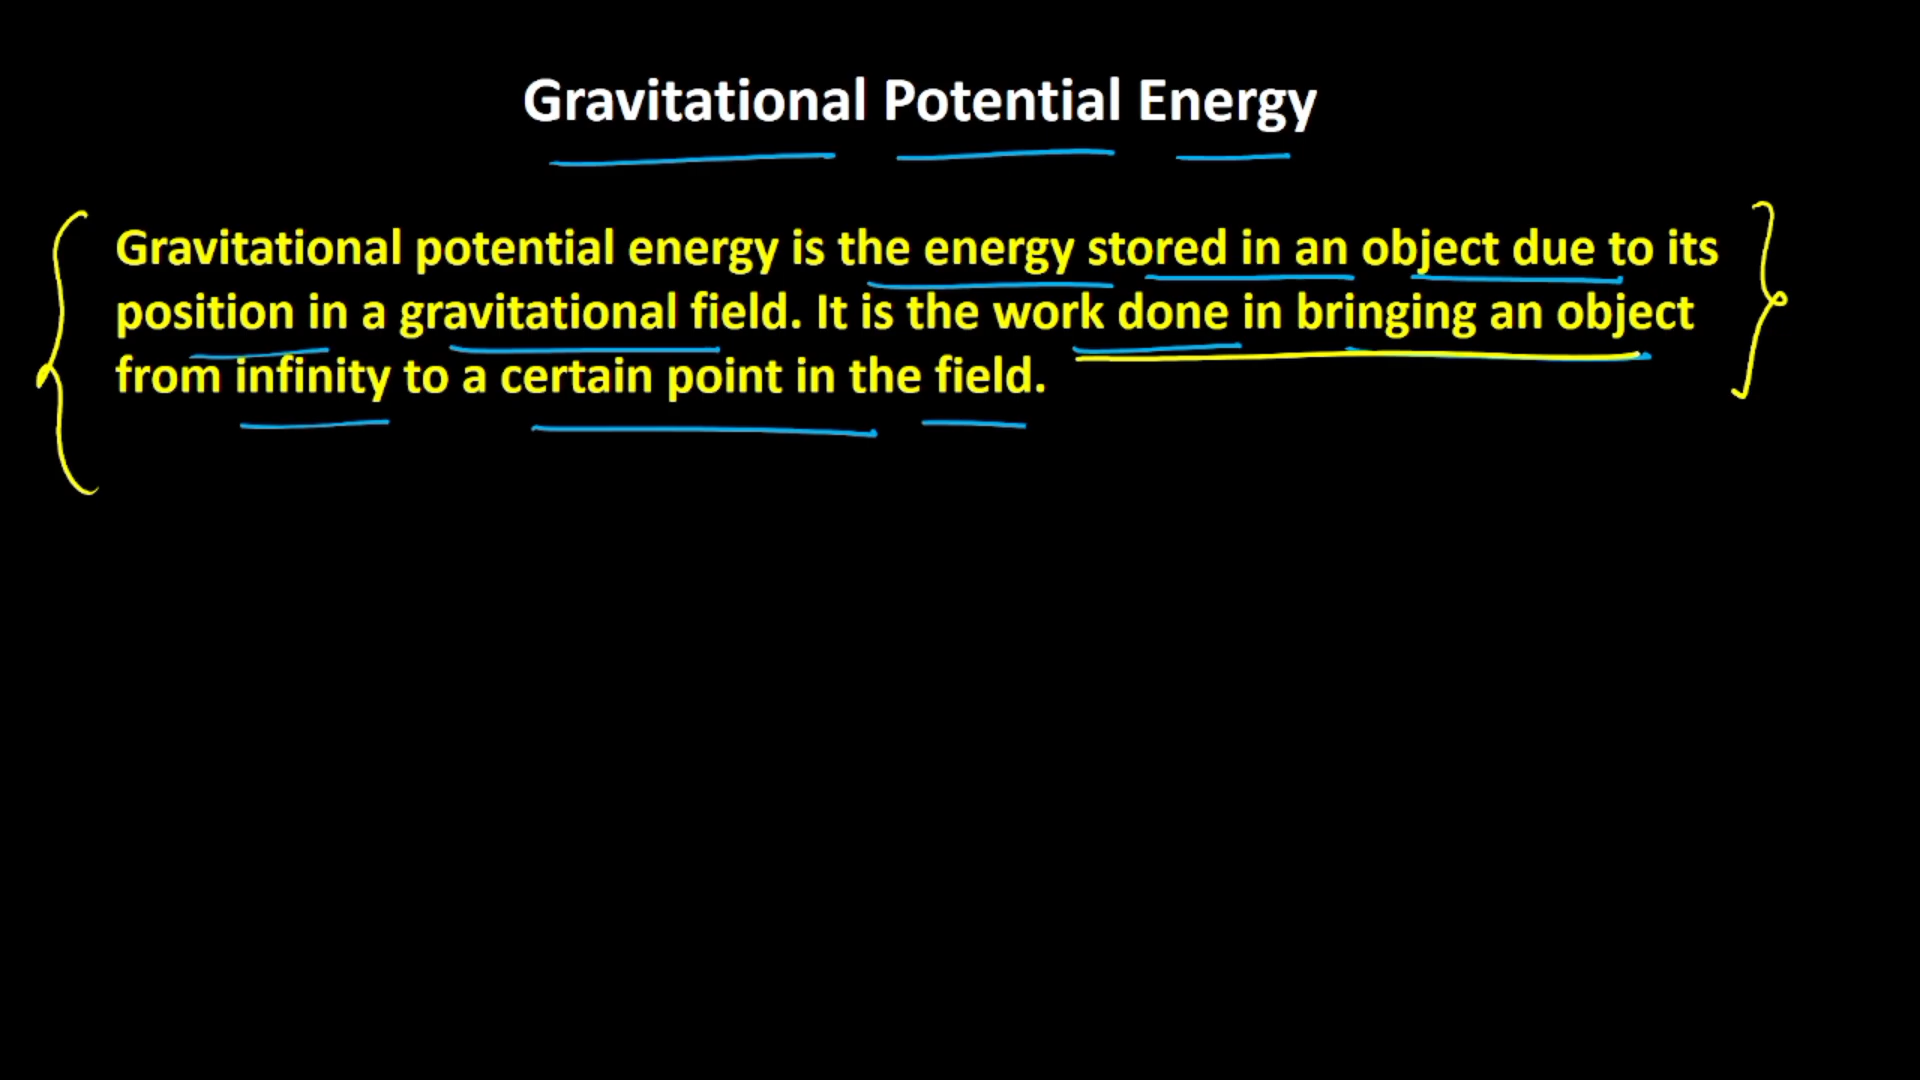 Gravitational Potential Energy
Gravitational potential energy is the energy stored in an object due to its
position in a gravitational field. It is the work done in bringing an object
from infinity to a certain point in the field.